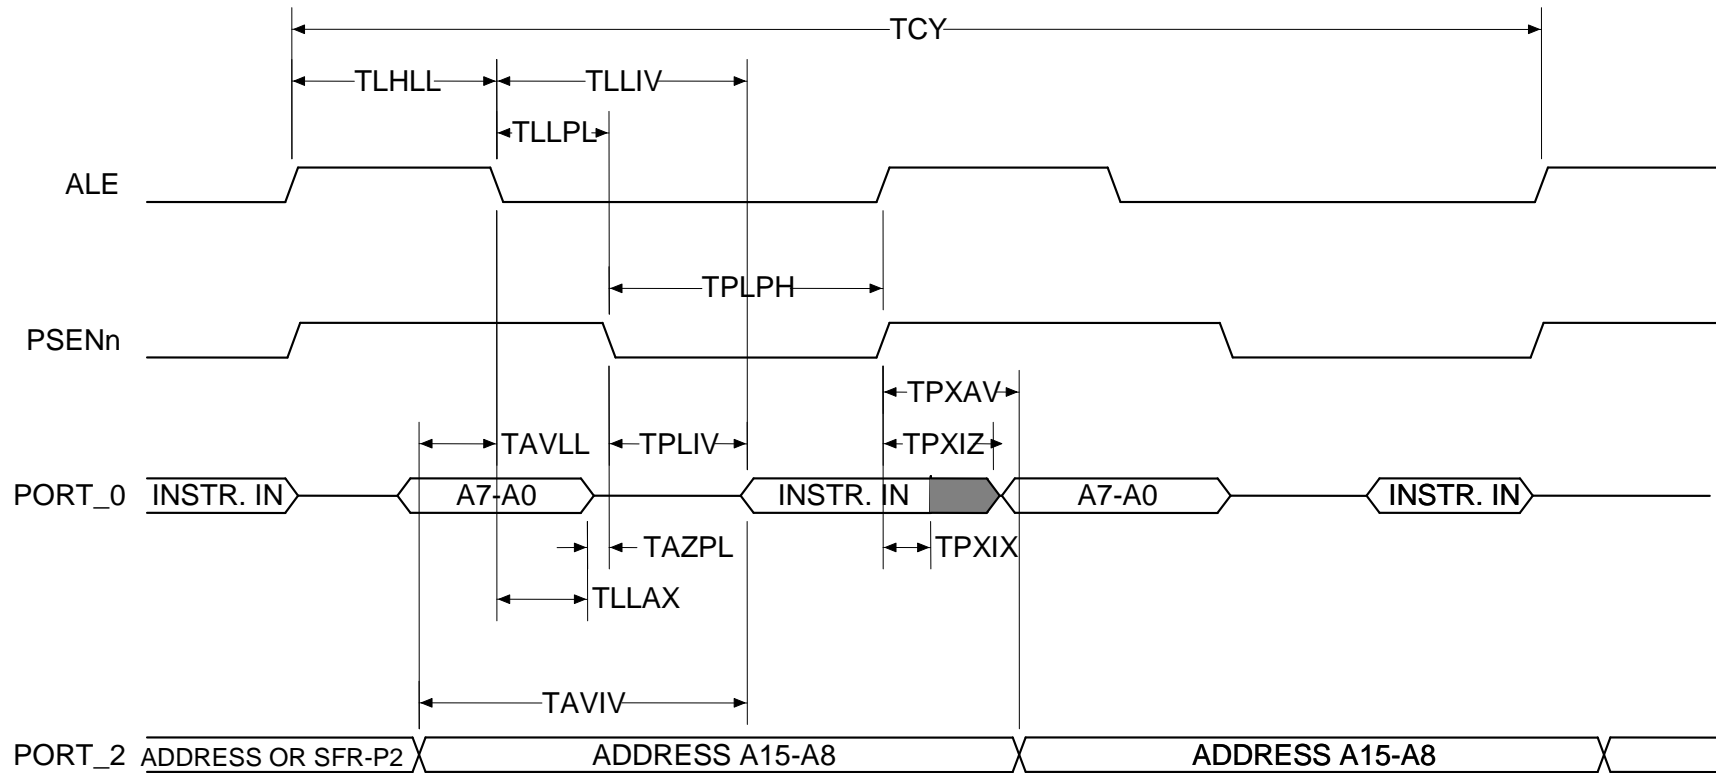 TCY
TLHLL TLLIV
TLLPL
ALE
TPLPH
PSENn
TPXAV
TAVLL TPLIV TPXIZ
PORT_0 INSTR. IN A7-A0 INSTR. IN A7-A0 INSTR. IN
TAZPL TPXIX
TLLAX
TAVIV
PORT_2 ADDRESS OR SFR-P2 ADDRESS A15-A8 ADDRESS A15-A8